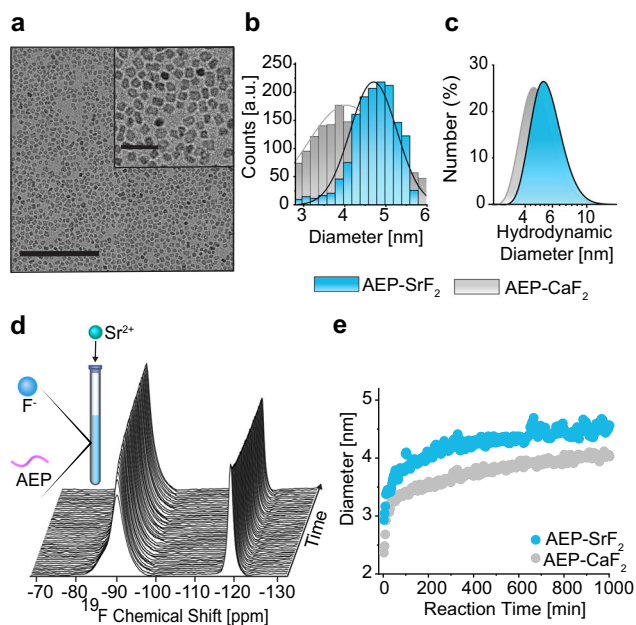 a
b
c
250
200
150
100
50
0
Counts [a.u.]
3 4 5 6
Diameter [nm]
30
20
10
0
Number (%)
4 6 10
Hydrodynamic
Diameter [nm]
AEP-SrF₂ AEP-CaF₂
d
Sr²⁺
F⁻
AEP
Time
-70 -80 -90 -100 -110 -120 -130
¹⁹F Chemical Shift [ppm]
e
5
4
3
2
Diameter [nm]
AEP-SrF₂
AEP-CaF₂
0 200 400 600 800 1000
Reaction Time [min]